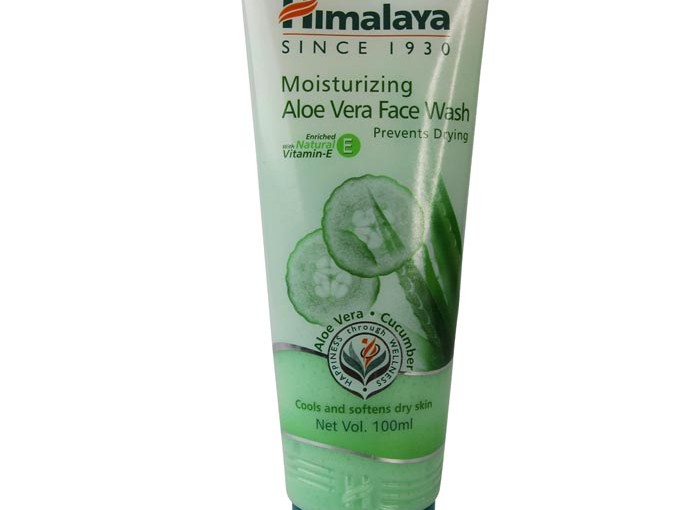 Himalaya
SINCE 1930
Moisturizing
Aloe Vera Face Wash
Prevents Drying
Enriched
with Natural
Vitamin-E
E
Aloe Vera • Cucumber
HAPPINESS through WELLNESS
Cools and softens dry skin
Net Vol. 100ml